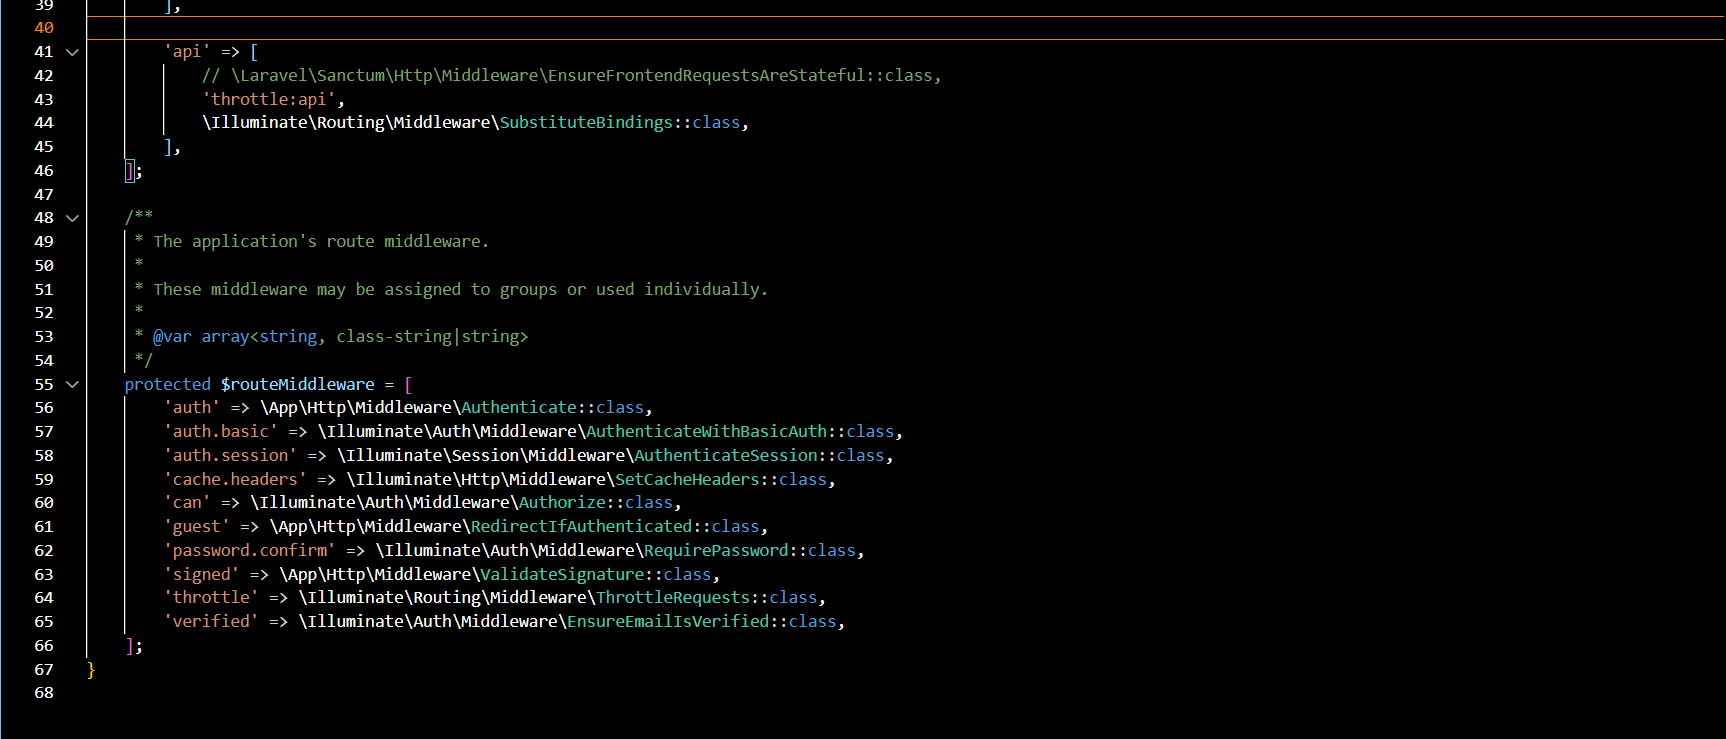 39 ],
40
41 'api' => [
42 // \Laravel\Sanctum\Http\Middleware\EnsureFrontendRequestsAreStateful::class,
43 'throttle:api',
44 \Illuminate\Routing\Middleware\SubstituteBindings::class,
45 ],
46 ];
47
48 /**
49 * The application's route middleware.
50 *
51 * These middleware may be assigned to groups or used individually.
52 *
53 * @var array<string, class-string|string>
54 */
55 protected $routeMiddleware = [
56 'auth' => \App\Http\Middleware\Authenticate::class,
57 'auth.basic' => \Illuminate\Auth\Middleware\AuthenticateWithBasicAuth::class,
58 'auth.session' => \Illuminate\Session\Middleware\AuthenticateSession::class,
59 'cache.headers' => \Illuminate\Http\Middleware\SetCacheHeaders::class,
60 'can' => \Illuminate\Auth\Middleware\Authorize::class,
61 'guest' => \App\Http\Middleware\RedirectIfAuthenticated::class,
62 'password.confirm' => \Illuminate\Auth\Middleware\RequirePassword::class,
63 'signed' => \App\Http\Middleware\ValidateSignature::class,
64 'throttle' => \Illuminate\Routing\Middleware\ThrottleRequests::class,
65 'verified' => \Illuminate\Auth\Middleware\EnsureEmailIsVerified::class,
66 ];
67 }
68